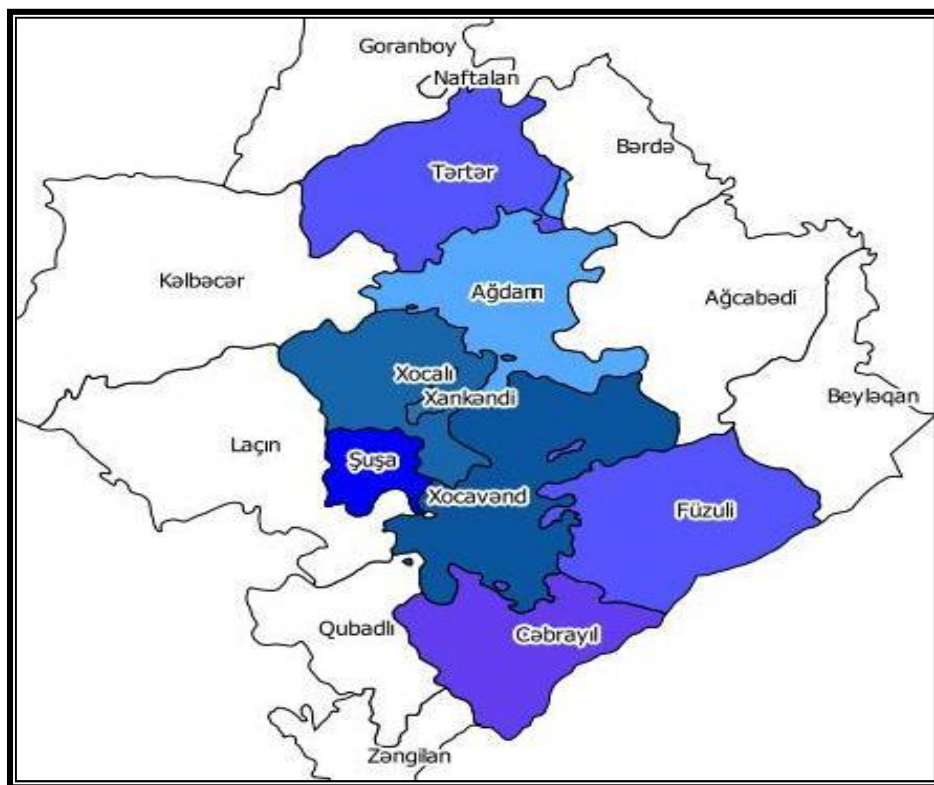 Goranboy
Naftalan
Bərdə
Tərtər
Kəlbəcər
Ağdam
Ağcabədi
Xocalı
Xankəndi
Beyləqan
Laçın
Şuşa
Xocavənd
Füzuli
Qubadlı
Cəbrayıl
Zəngilan